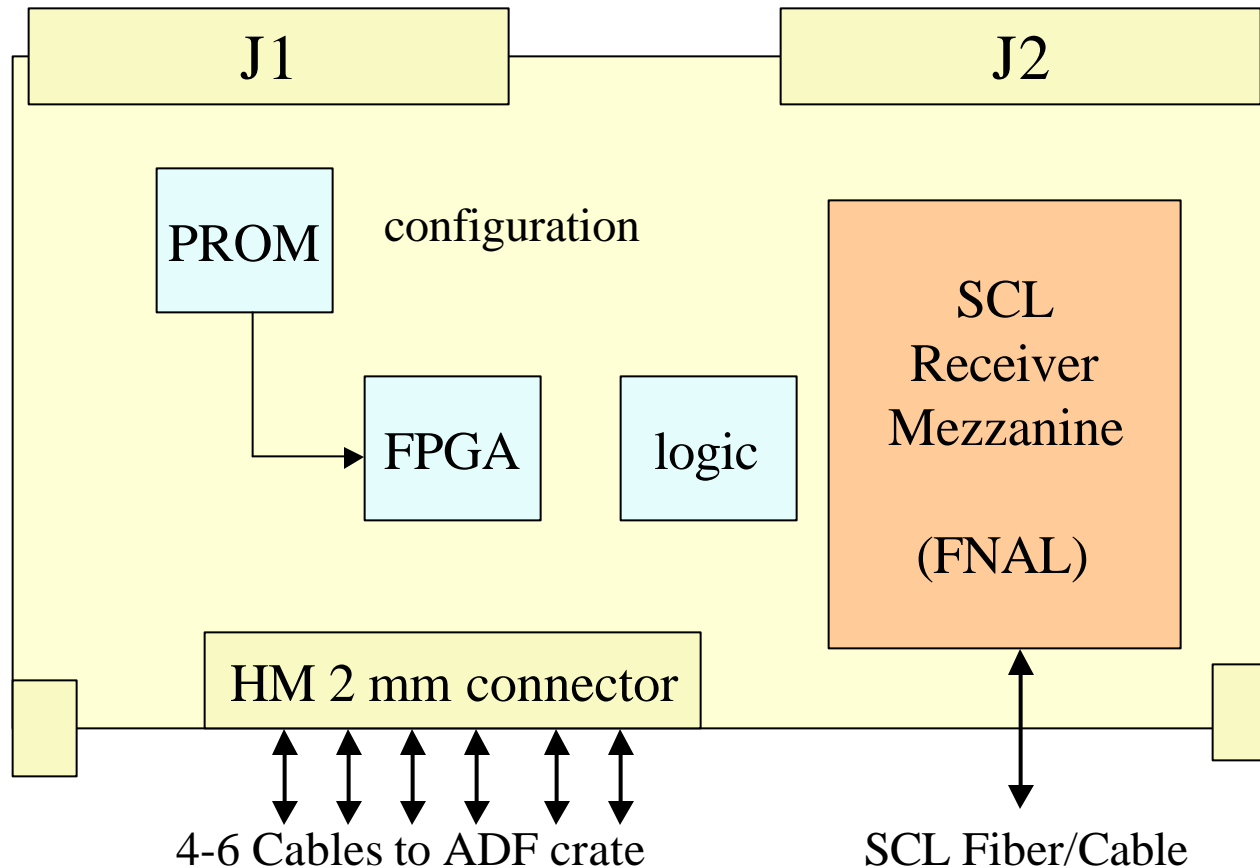 J1
J2
PROM
configuration
SCL
Receiver
Mezzanine
(FNAL)
FPGA
logic
HM 2 mm connector
4-6 Cables to ADF crate
SCL Fiber/Cable